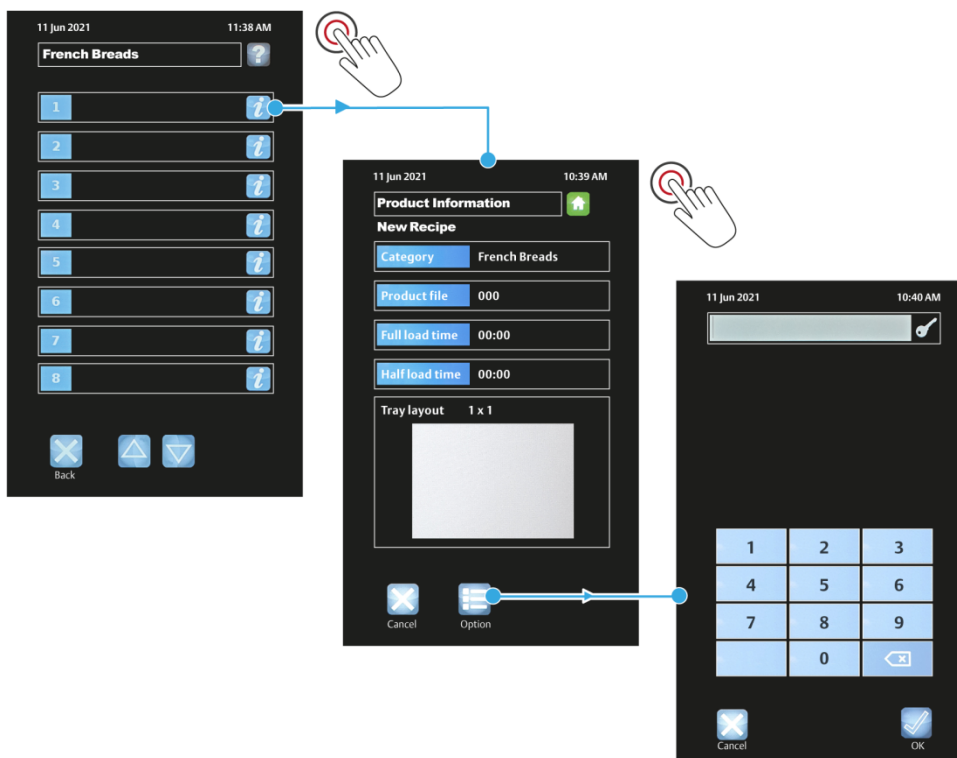 11 Jun 2021 11:38 AM
French Breads
?
1 i
2 i
3 i
4 i
5 i
6 i
7 i
8 i
Back
11 Jun 2021 10:39 AM
Product Information
New Recipe
Category French Breads
Product file 000
Full load time 00:00
Half load time 00:00
Tray layout 1 x 1
Cancel Option
11 Jun 2021 10:40 AM
1 2 3
4 5 6
7 8 9
0
Cancel OK